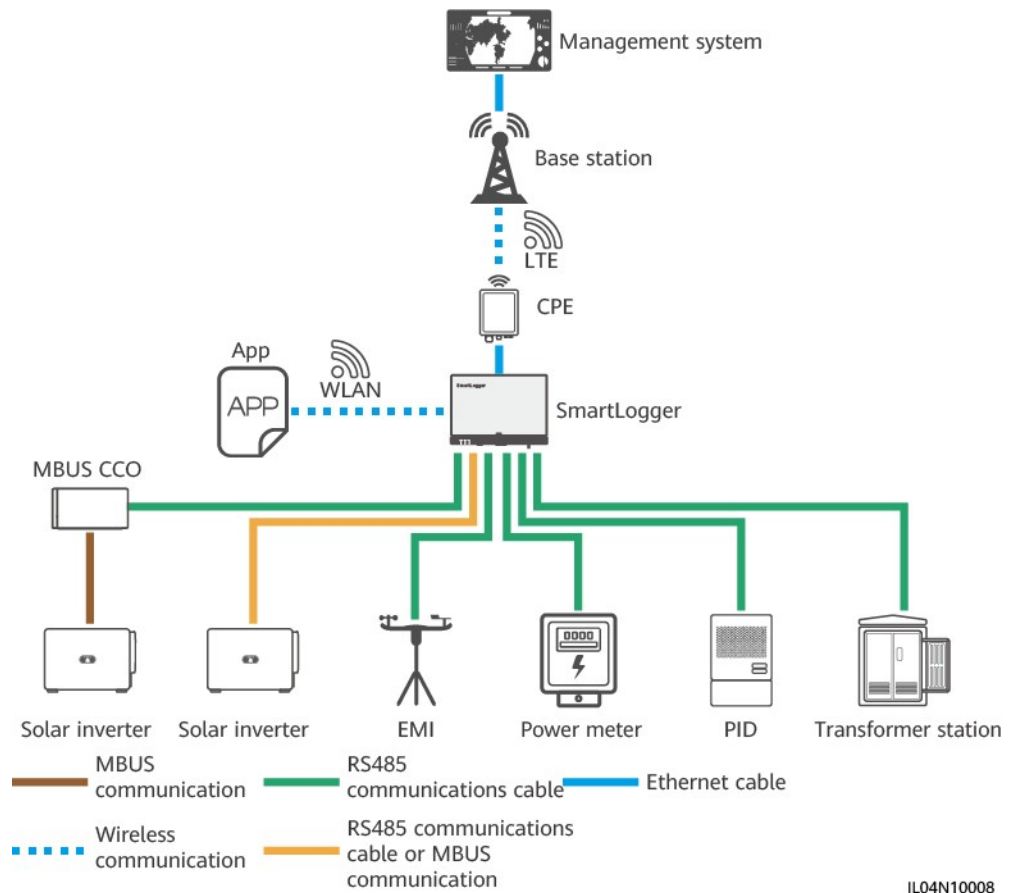 Management system
Base station
LTE
CPE
App
WLAN
APP
SmartLogger
SmartLogger
MBUS CCO
0000
Solar inverter
Solar inverter
EMI
Power meter
PID
Transformer station
MBUS
communication
RS485
communications cable
Ethernet cable
Wireless
communication
RS485 communications
cable or MBUS
communication
IL04N10008